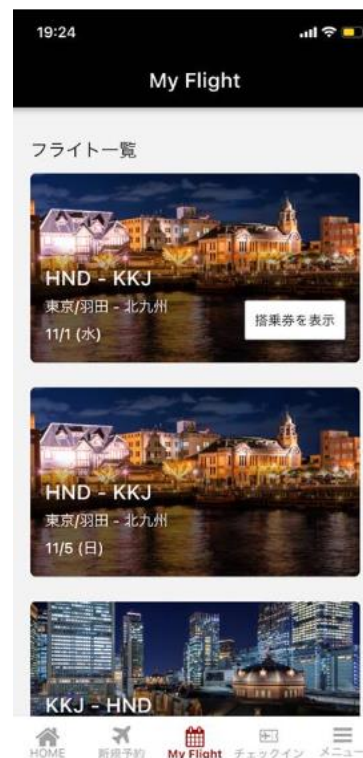 19:24
My Flight
フライト一覧
HND - KKJ
東京/羽田 - 北九州
11/1 (水)
搭乗券を表示
HND - KKJ
東京/羽田 - 北九州
11/5 (日)
KKJ - HND
HOME
新規予約
My Flight
チェックイン
メニュー